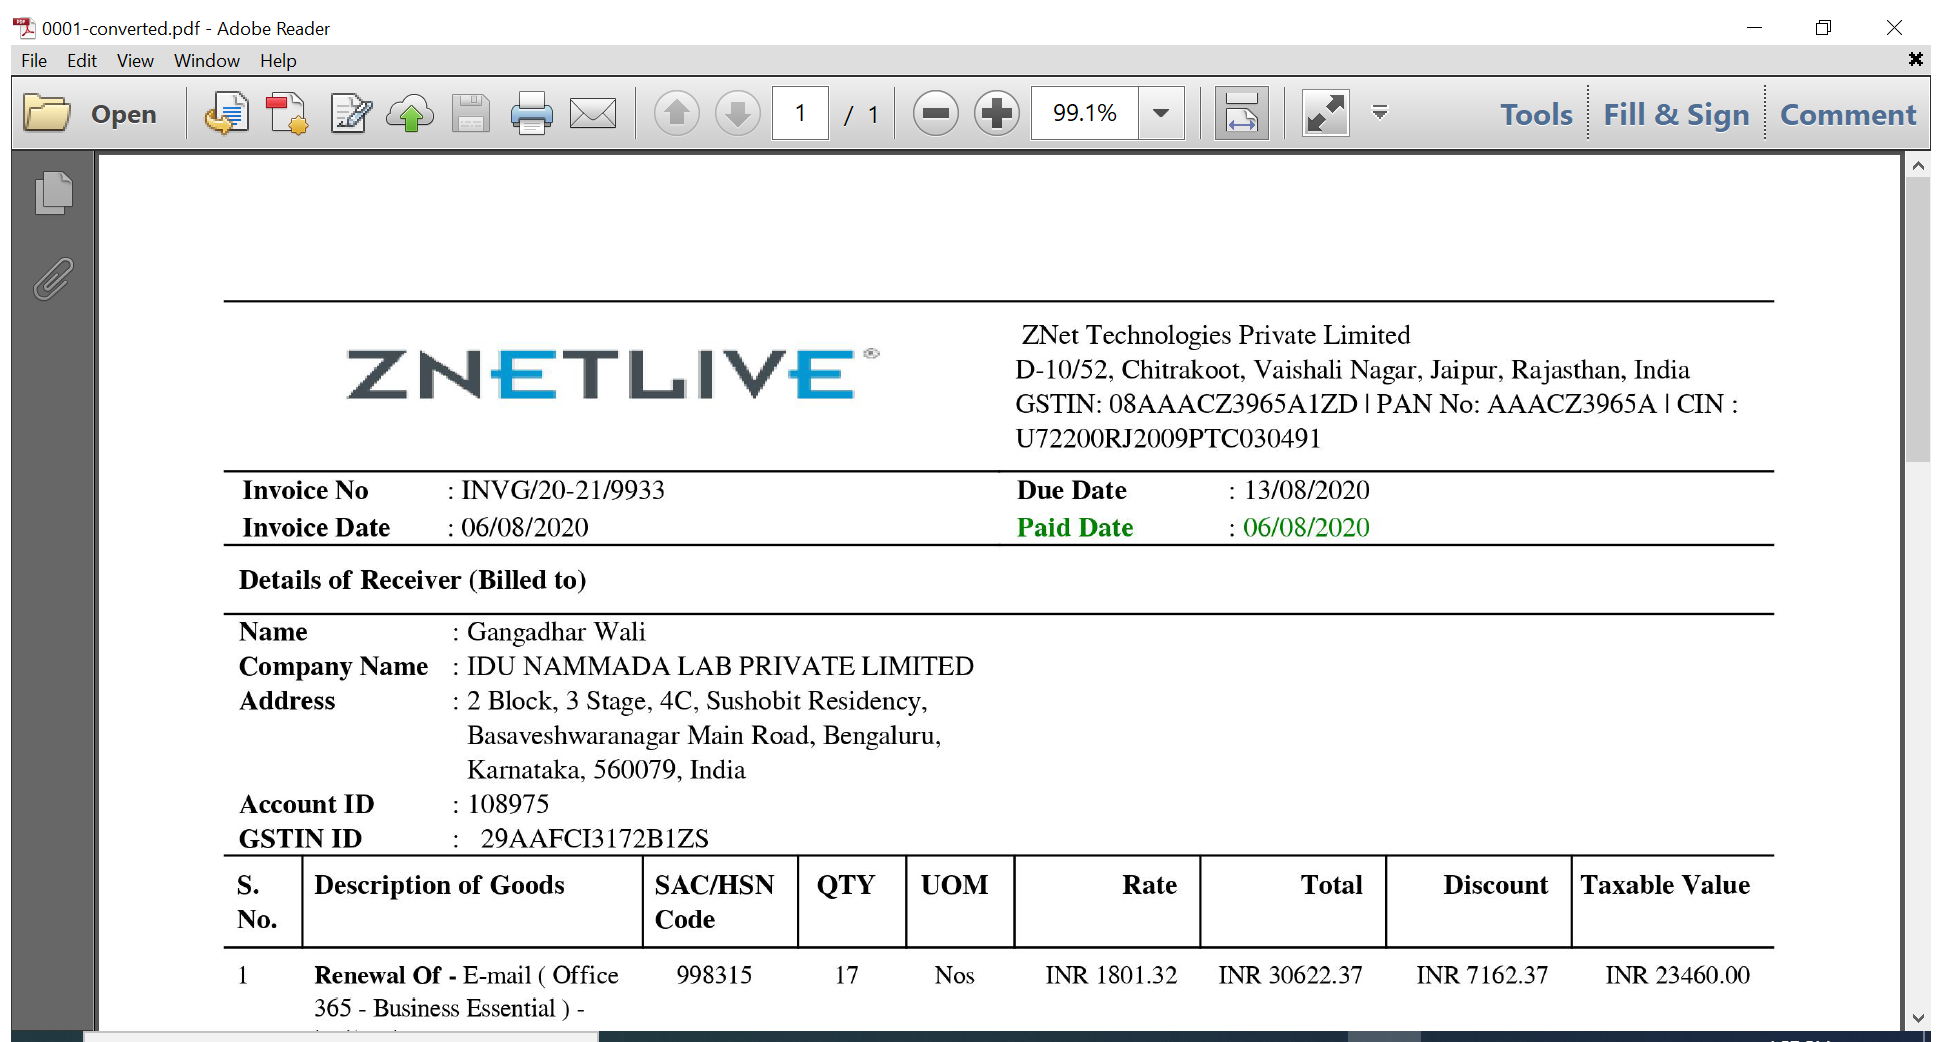 0001-converted.pdf - Adobe Reader
File Edit View Window Help
Open 1 / 1 99.1% Tools Fill & Sign Comment
ZNETLIVE®
ZNet Technologies Private Limited
D-10/52, Chitrakoot, Vaishali Nagar, Jaipur, Rajasthan, India
GSTIN: 08AAACZ3965A1ZD | PAN No: AAACZ3965A | CIN :
U72200RJ2009PTC030491
Invoice No : INVG/20-21/9933 Due Date : 13/08/2020
Invoice Date : 06/08/2020 Paid Date : 06/08/2020
Details of Receiver (Billed to)
Name : Gangadhar Wali
Company Name : IDU NAMMADA LAB PRIVATE LIMITED
Address : 2 Block, 3 Stage, 4C, Sushobit Residency,
Basaveshwaranagar Main Road, Bengaluru,
Karnataka, 560079, India
Account ID : 108975
GSTIN ID : 29AAFCI3172B1ZS
S. Description of Goods SAC/HSN QTY UOM Rate Total Discount Taxable Value
No. Code
1 Renewal Of - E-mail ( Office 998315 17 Nos INR 1801.32 INR 30622.37 INR 7162.37 INR 23460.00
365 - Business Essential ) -